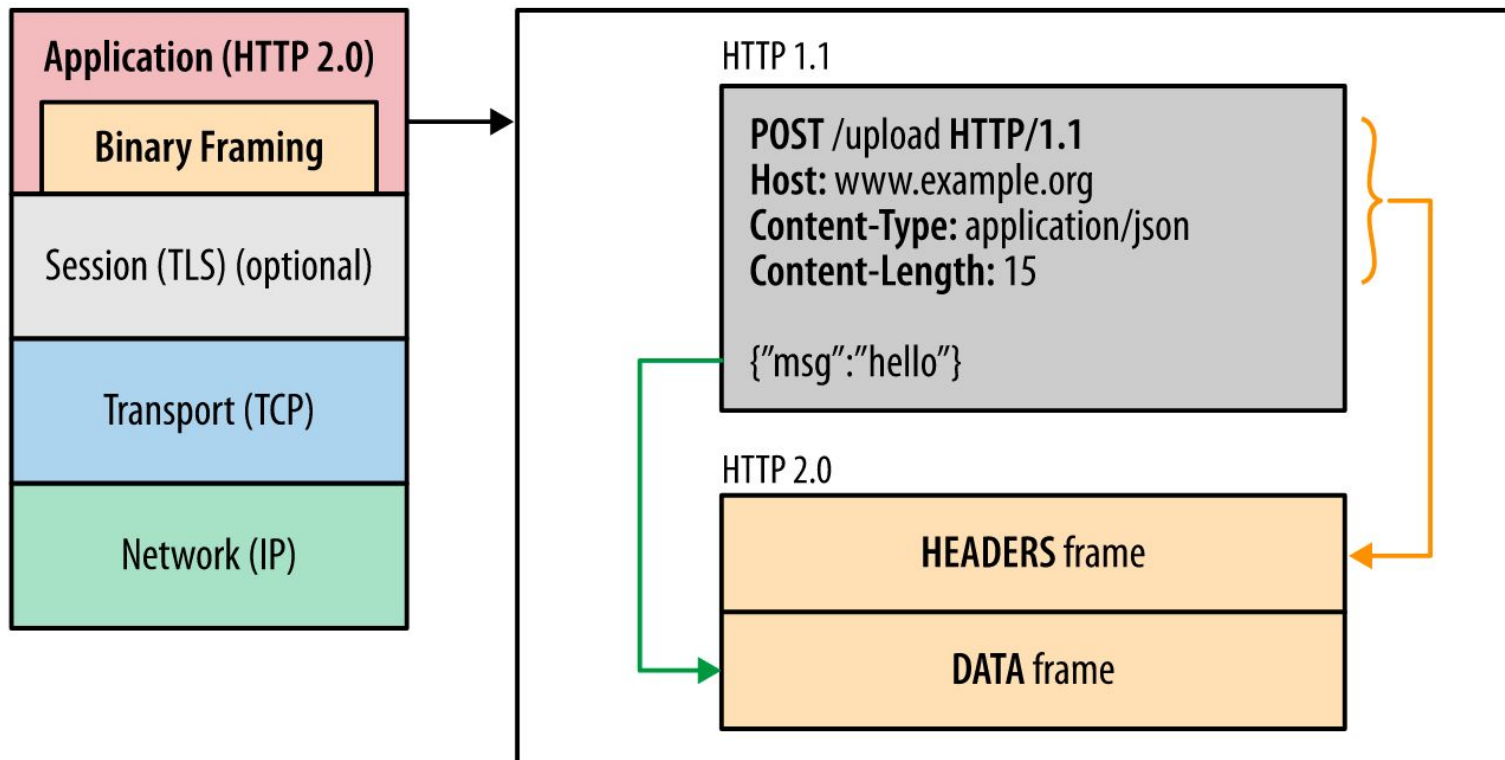 Application (HTTP 2.0)
Binary Framing
Session (TLS) (optional)
Transport (TCP)
Network (IP)
HTTP 1.1
POST /upload HTTP/1.1
Host: www.example.org
Content-Type: application/json
Content-Length: 15
{”msg”:”hello”}
HTTP 2.0
HEADERS frame
DATA frame